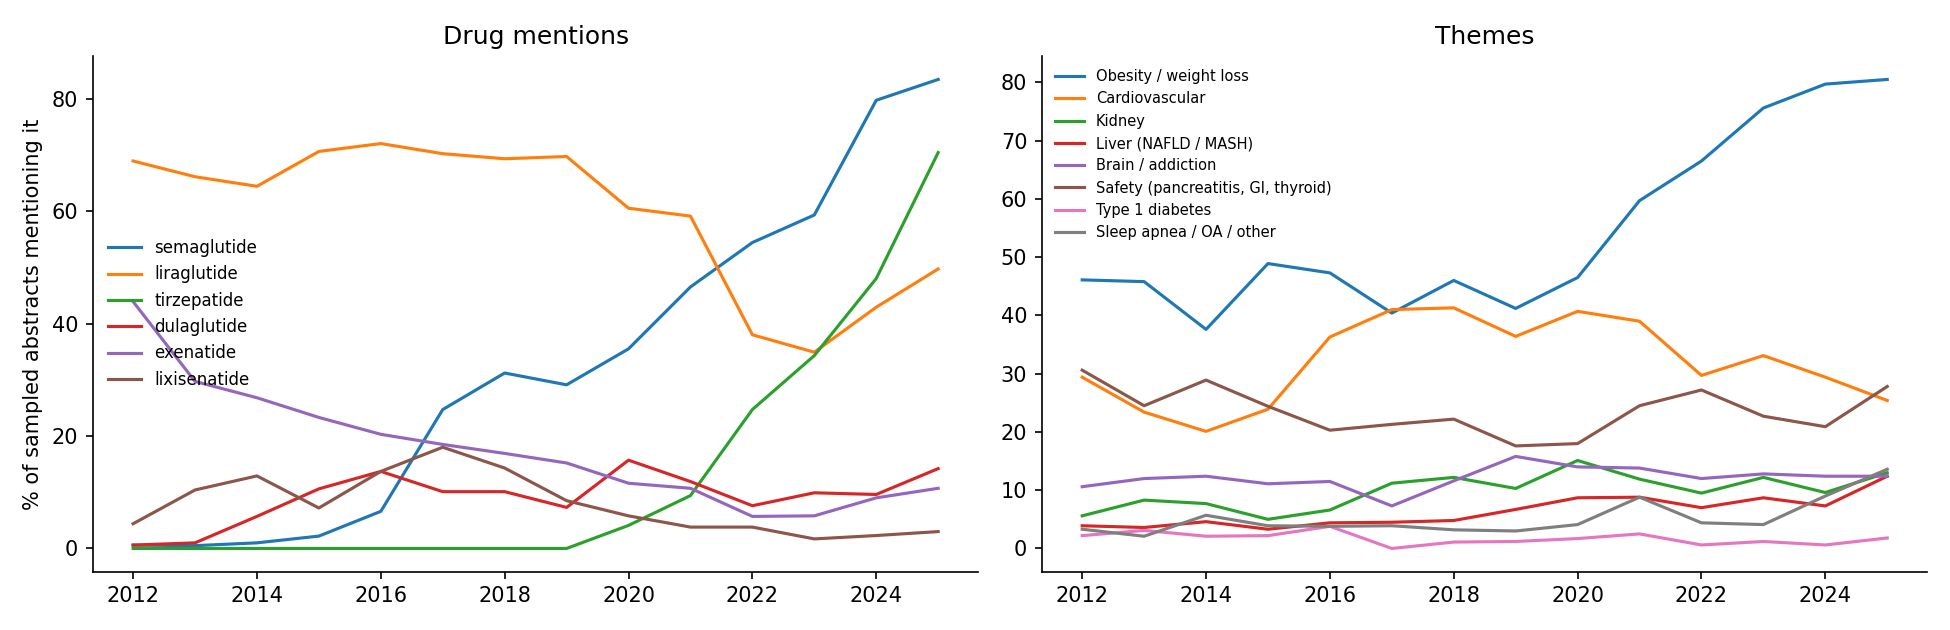 Drug mentions
% of sampled abstracts mentioning it
80
60
40
20
0
semaglutide
liraglutide
tirzepatide
dulaglutide
exenatide
lixisenatide
2012 2014 2016 2018 2020 2022 2024
Themes
80
70
60
50
40
30
20
10
0
Obesity / weight loss
Cardiovascular
Kidney
Liver (NAFLD / MASH)
Brain / addiction
Safety (pancreatitis, GI, thyroid)
Type 1 diabetes
Sleep apnea / OA / other
2012 2014 2016 2018 2020 2022 2024